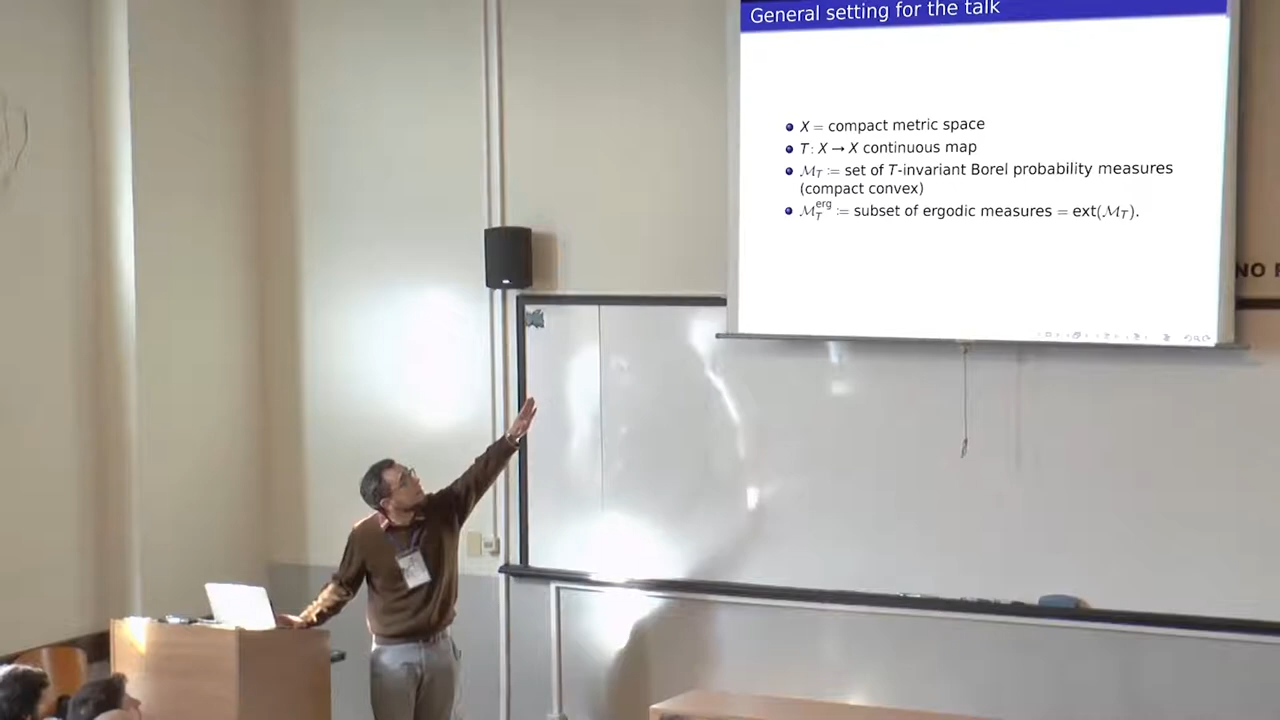 General setting for the talk
X = compact metric space
T : X → X continuous map
ℳ_T := set of T-invariant Borel probability measures
(compact convex)
ℳ_T^erg := subset of ergodic measures = ext(ℳ_T).
NO